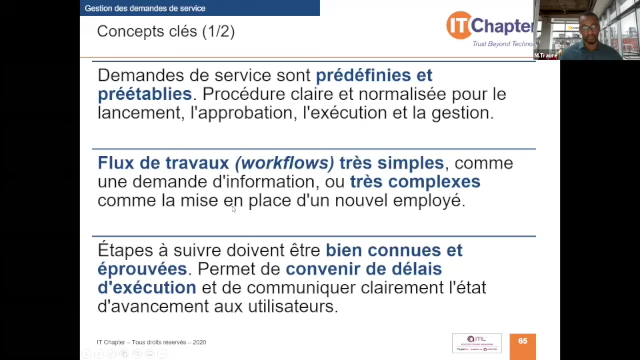 Gestion des demandes de service
Concepts clés (1/2)
IT Chapter
Trust Beyond Techno
M.Traore
Demandes de service sont prédéfinies et
préétablies. Procédure claire et normalisée pour le
lancement, l'approbation, l'exécution et la gestion.
Flux de travaux (workflows) très simples, comme
une demande d'information, ou très complexes
comme la mise en place d'un nouvel employé.
Étapes à suivre doivent être bien connues et
éprouvées. Permet de convenir de délais
d'exécution et de communiquer clairement l'état
d'avancement aux utilisateurs.
IT Chapter – Tous droits réservés – 2020
ITIL
65